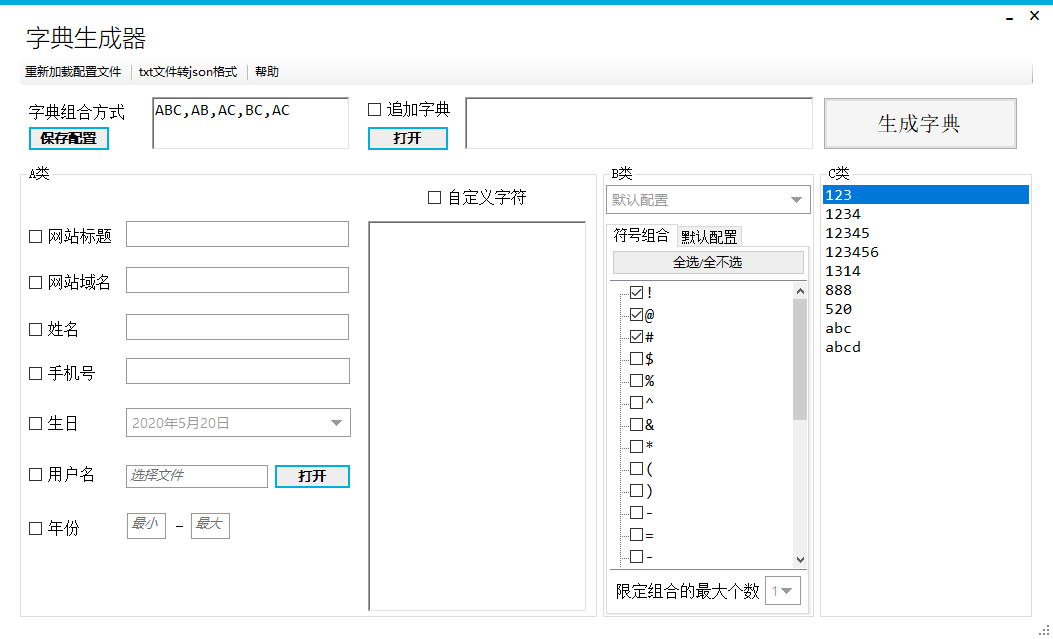 字典生成器
重新加载配置文件 txt文件转json格式 帮助
字典组合方式
保存配置
ABC,AB,AC,BC,AC
追加字典
打开
生成字典
A类
自定义字符
网站标题
网站域名
姓名
手机号
生日 2020年5月20日
用户名 选择文件 打开
年份 最小 - 最大
B类
默认配置
符号组合 默认配置
全选/全不选
!
@
#
$
%
^
&
*
(
)
-
=
-
限定组合的最大个数 1
C类
123
1234
12345
123456
1314
888
520
abc
abcd